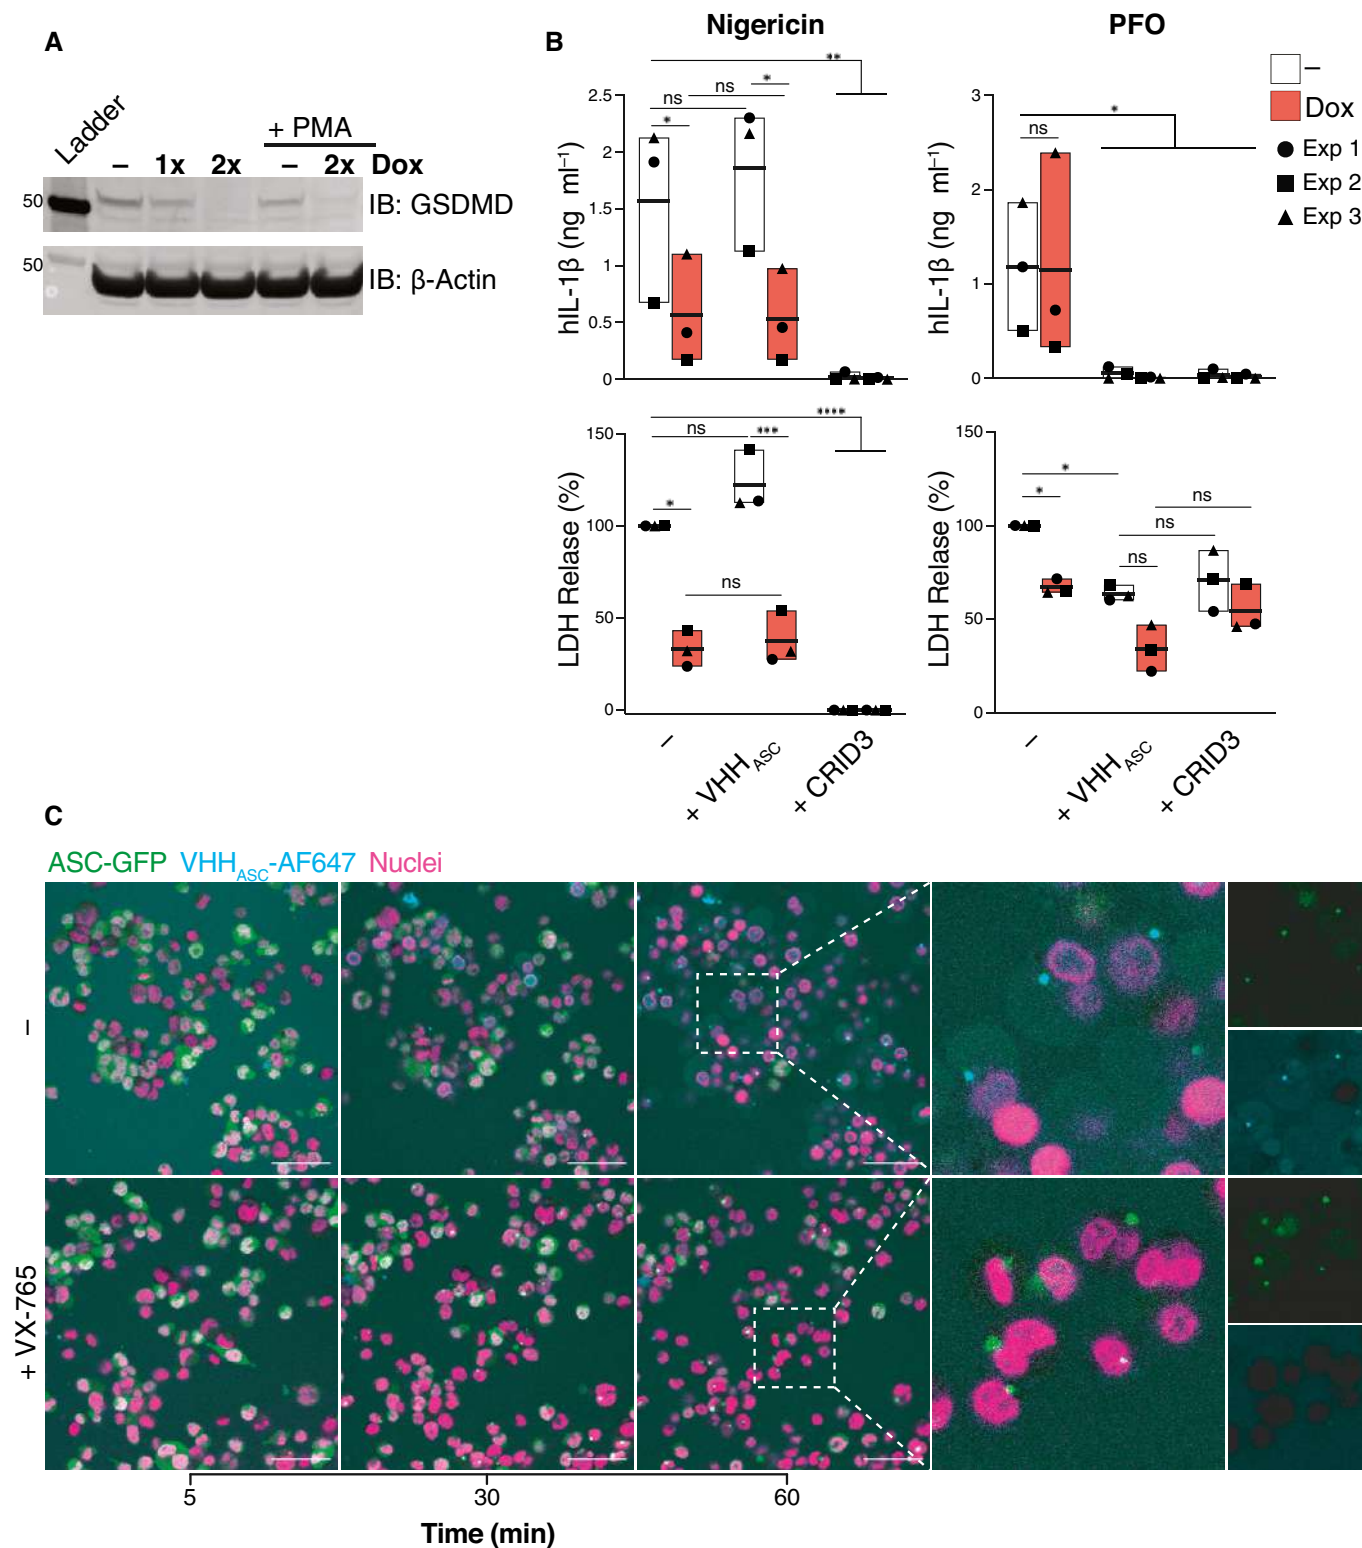 A
Ladder
+ PMA
– 1x 2x – 2x Dox
50 IB: GSDMD
50 IB: β-Actin
B
Nigericin
PFO
–
Dox
Exp 1
Exp 2
Exp 3
hIL-1β (ng ml⁻¹)
2.5
2
1.5
1
0.5
0
**
ns
*
ns
*
hIL-1β (ng ml⁻¹)
3
2
1
0
*
ns
LDH Relase (%)
150
100
50
0
****
ns
***
*
ns
– + VHH_ASC + CRID3
LDH Relase (%)
150
100
50
0
*
*
ns
ns
ns
– + VHH_ASC + CRID3
C
ASC-GFP VHH_ASC-AF647 Nuclei
–
+ VX-765
5 30 60
Time (min)